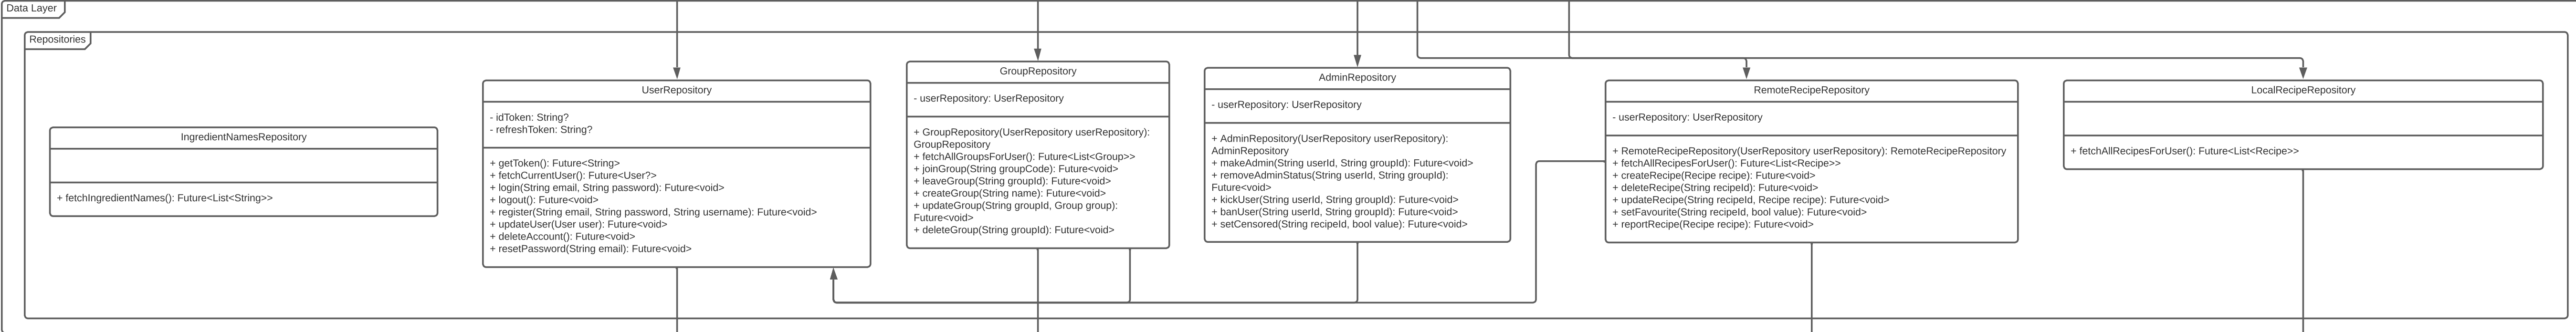 Data Layer
Repositories
IngredientNamesRepository
+ fetchIngredientNames(): Future<List<String>>
UserRepository
- idToken: String?
- refreshToken: String?
+ getToken(): Future<String>
+ fetchCurrentUser(): Future<User?>
+ login(String email, String password): Future<void>
+ logout(): Future<void>
+ register(String email, String password, String username): Future<void>
+ updateUser(User user): Future<void>
+ deleteAccount(): Future<void>
+ resetPassword(String email): Future<void>
GroupRepository
- userRepository: UserRepository
+ GroupRepository(UserRepository userRepository):
GroupRepository
+ fetchAllGroupsForUser(): Future<List<Group>>
+ joinGroup(String groupCode): Future<void>
+ leaveGroup(String groupId): Future<void>
+ createGroup(String name): Future<void>
+ updateGroup(String groupId, Group group):
Future<void>
+ deleteGroup(String groupId): Future<void>
AdminRepository
- userRepository: UserRepository
+ AdminRepository(UserRepository userRepository):
AdminRepository
+ makeAdmin(String userId, String groupId): Future<void>
+ removeAdminStatus(String userId, String groupId):
Future<void>
+ kickUser(String userId, String groupId): Future<void>
+ banUser(String userId, String groupId): Future<void>
+ setCensored(String recipeId, bool value): Future<void>
RemoteRecipeRepository
- userRepository: UserRepository
+ RemoteRecipeRepository(UserRepository userRepository): RemoteRecipeRepository
+ fetchAllRecipesForUser(): Future<List<Recipe>>
+ createRecipe(Recipe recipe): Future<void>
+ deleteRecipe(String recipeId): Future<void>
+ updateRecipe(String recipeId, Recipe recipe): Future<void>
+ setFavourite(String recipeId, bool value): Future<void>
+ reportRecipe(Recipe recipe): Future<void>
LocalRecipeRepository
+ fetchAllRecipesForUser(): Future<List<Recipe>>